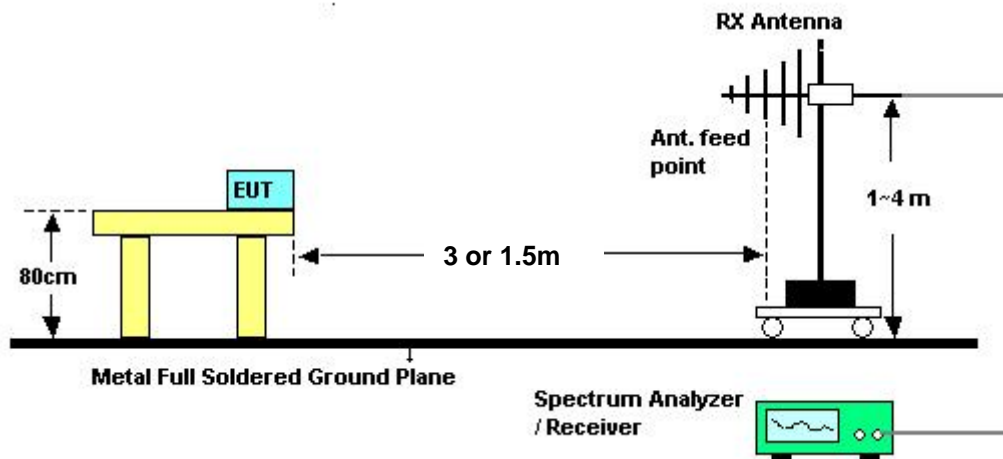 RX Antenna
Ant. feed
point
EUT
1~4 m
3 or 1.5m
80cm
Metal Full Soldered Ground Plane
Spectrum Analyzer
/ Receiver